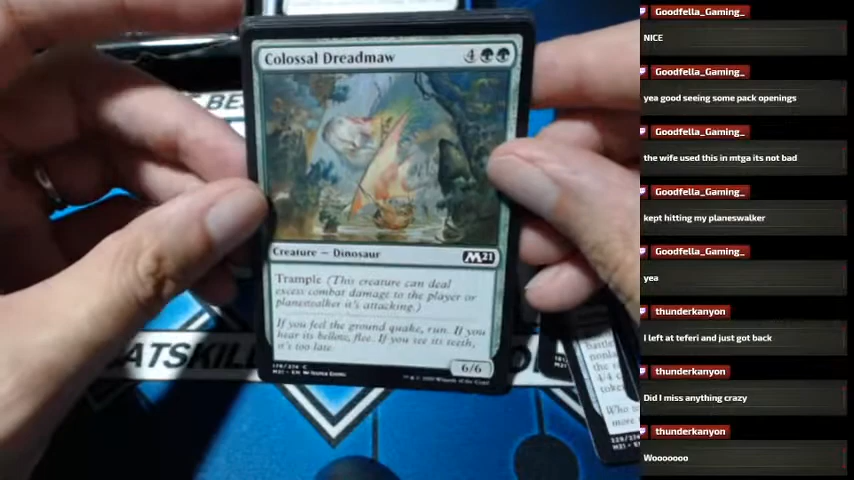 Colossal Dreadmaw 4
Creature — Dinosaur M21
Trample (This creature can deal
excess combat damage to the player or
planeswalker it's attacking.)
If you feel the ground quake, run. If you
hear its bellow, flee. If you see its teeth,
it's too late.
6/6
ATSKILL
Goodfella_Gaming_
NICE
Goodfella_Gaming_
yea good seeing some pack openings
Goodfella_Gaming_
the wife used this in mtga its not bad
Goodfella_Gaming_
kept hitting my planeswalker
Goodfella_Gaming_
yea
thunderkanyon
I left at teferi and just got back
thunderkanyon
Did I miss anything crazy
thunderkanyon
Wooooooo